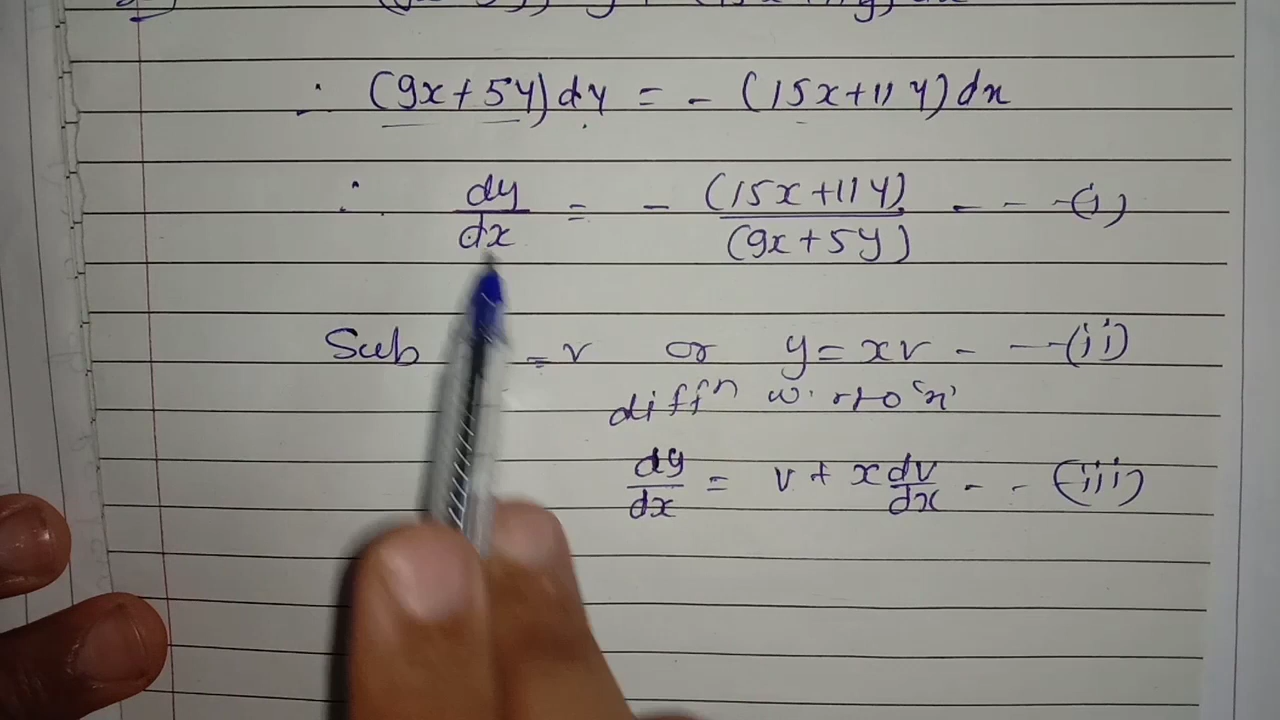 ∴ (9x+5y)dy = - (15x+11y)dx
∴ dy/dx = - (15x+11y)/(9x+5y) - - - (i)
Sub = v or y = xv - - - (ii)
diffn w. r to 'x'
dy/dx = v + x dv/dx - - (iii)